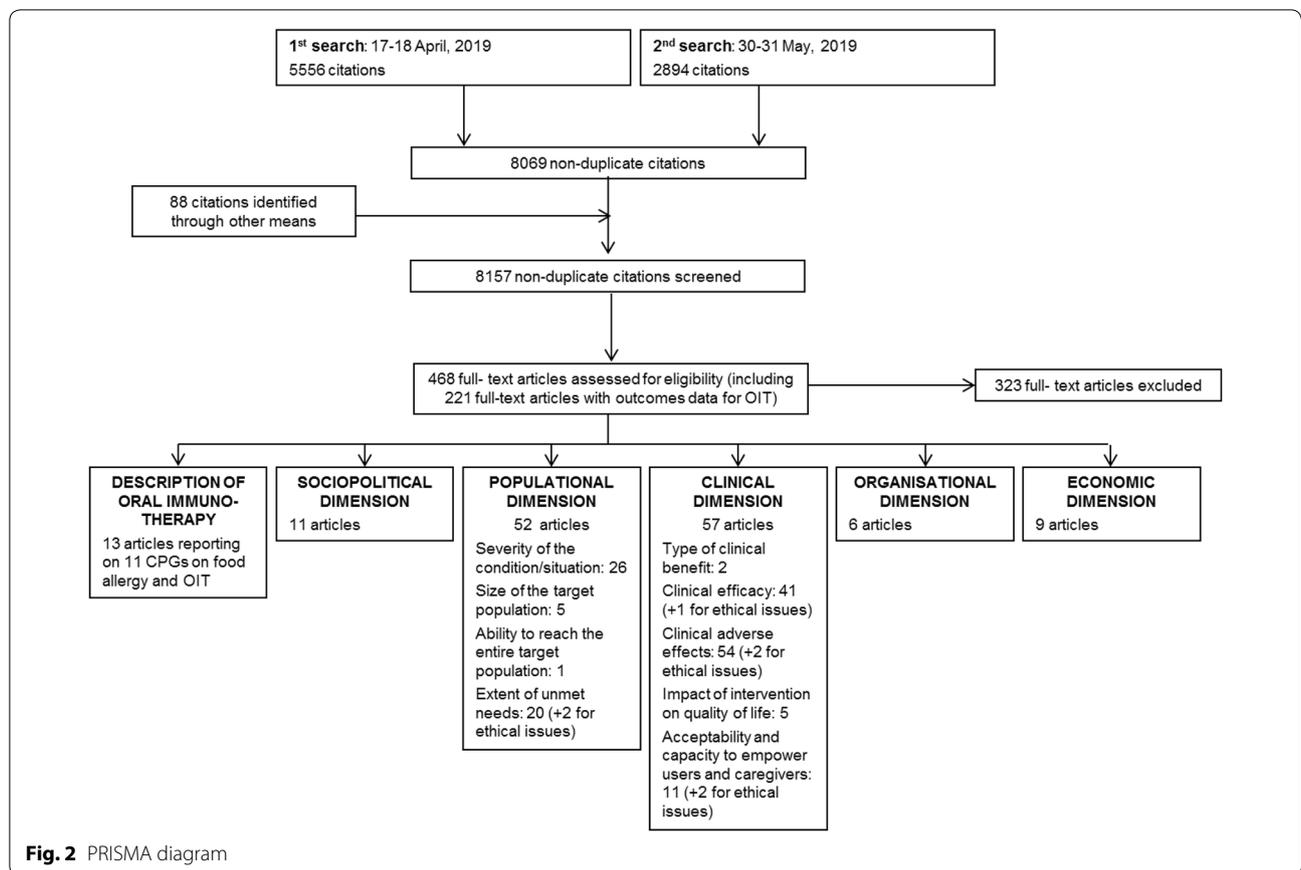 1st search: 17-18 April, 2019
5556 citations
2nd search: 30-31 May, 2019
2894 citations
8069 non-duplicate citations
88 citations identified
through other means
8157 non-duplicate citations screened
468 full- text articles assessed for eligibility (including
221 full-text articles with outcomes data for OIT)
323 full- text articles excluded
DESCRIPTION OF
ORAL IMMUNO-
THERAPY
13 articles reporting
on 11 CPGs on food
allergy and OIT
SOCIOPOLITICAL
DIMENSION
11 articles
POPULATIONAL
DIMENSION
52 articles
Severity of the
condition/situation: 26
Size of the target
population: 5
Ability to reach the
entire target
population: 1
Extent of unmet
needs: 20 (+2 for
ethical issues)
CLINICAL
DIMENSION
57 articles
Type of clinical
benefit: 2
Clinical efficacy: 41
(+1 for ethical issues)
Clinical adverse
effects: 54 (+2 for
ethical issues)
Impact of intervention
on quality of life: 5
Acceptability and
capacity to empower
users and caregivers:
11 (+2 for ethical
issues)
ORGANISATIONAL
DIMENSION
6 articles
ECONOMIC
DIMENSION
9 articles
Fig. 2 PRISMA diagram